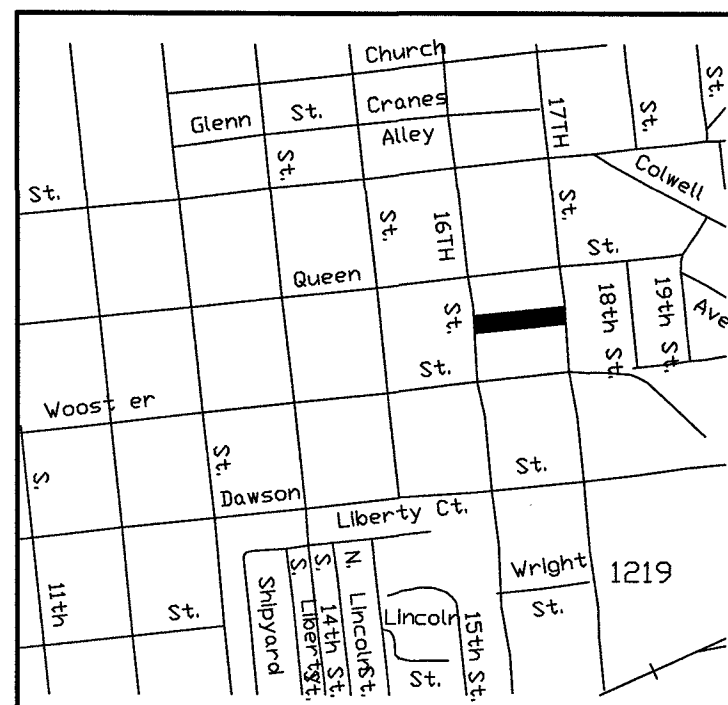 Church
Glenn St. Cranes Alley
17TH St.
St.
St.
St.
St.
Colwell Ave
St.
16TH St.
Queen St.
18th St.
19th St.
Wooster St.
St.
Dawson St.
Liberty Ct.
S. 11th St.
Shipyard
S. Liberty St.
S. 14th St.
N. Lincoln St.
Lincoln St.
15th St.
Wright St.
1219